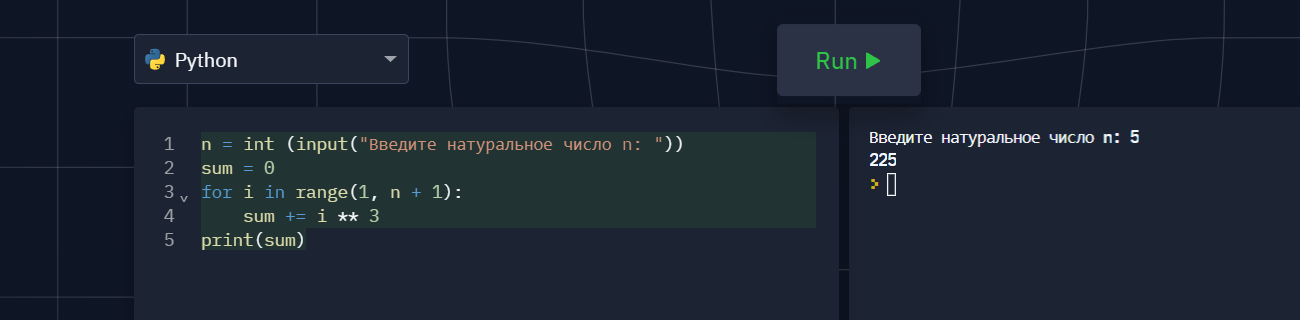 Python
Run
1 n = int (input("Введите натуральное число n: "))
2 sum = 0
3 for i in range(1, n + 1):
4     sum += i ** 3
5 print(sum)
Введите натуральное число n: 5
225
>